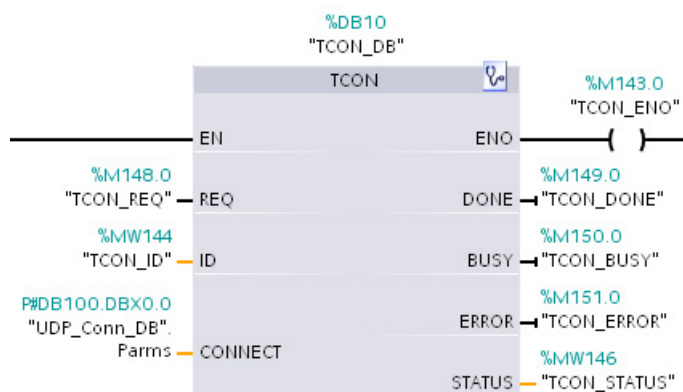 %DB10
"TCON_DB"
TCON
%M143.0
"TCON_ENO"
EN
ENO
%M148.0
"TCON_REQ"
REQ
DONE
%M149.0
"TCON_DONE"
%MW144
"TCON_ID"
ID
BUSY
%M150.0
"TCON_BUSY"
P#DB100.DBX0.0
"UDP_Conn_DB".
Parms
CONNECT
ERROR
%M151.0
"TCON_ERROR"
STATUS
%MW146
"TCON_STATUS"